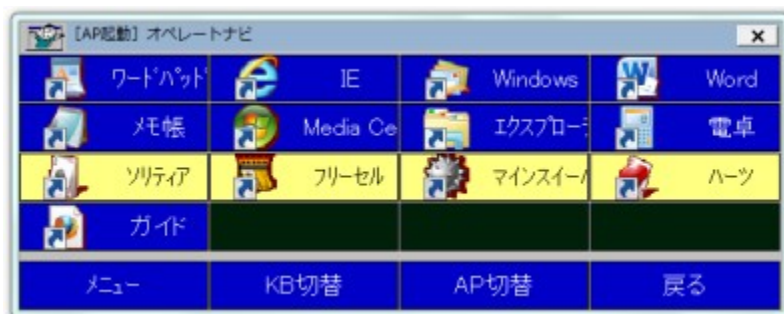 [AP起動] オペレートナビ
ワードパッド IE Windows Word
メモ帳 Media Ce エクスプロー 電卓
ソリティア フリーセル マインスイー ハーツ
ガイド
メニュー KB切替 AP切替 戻る